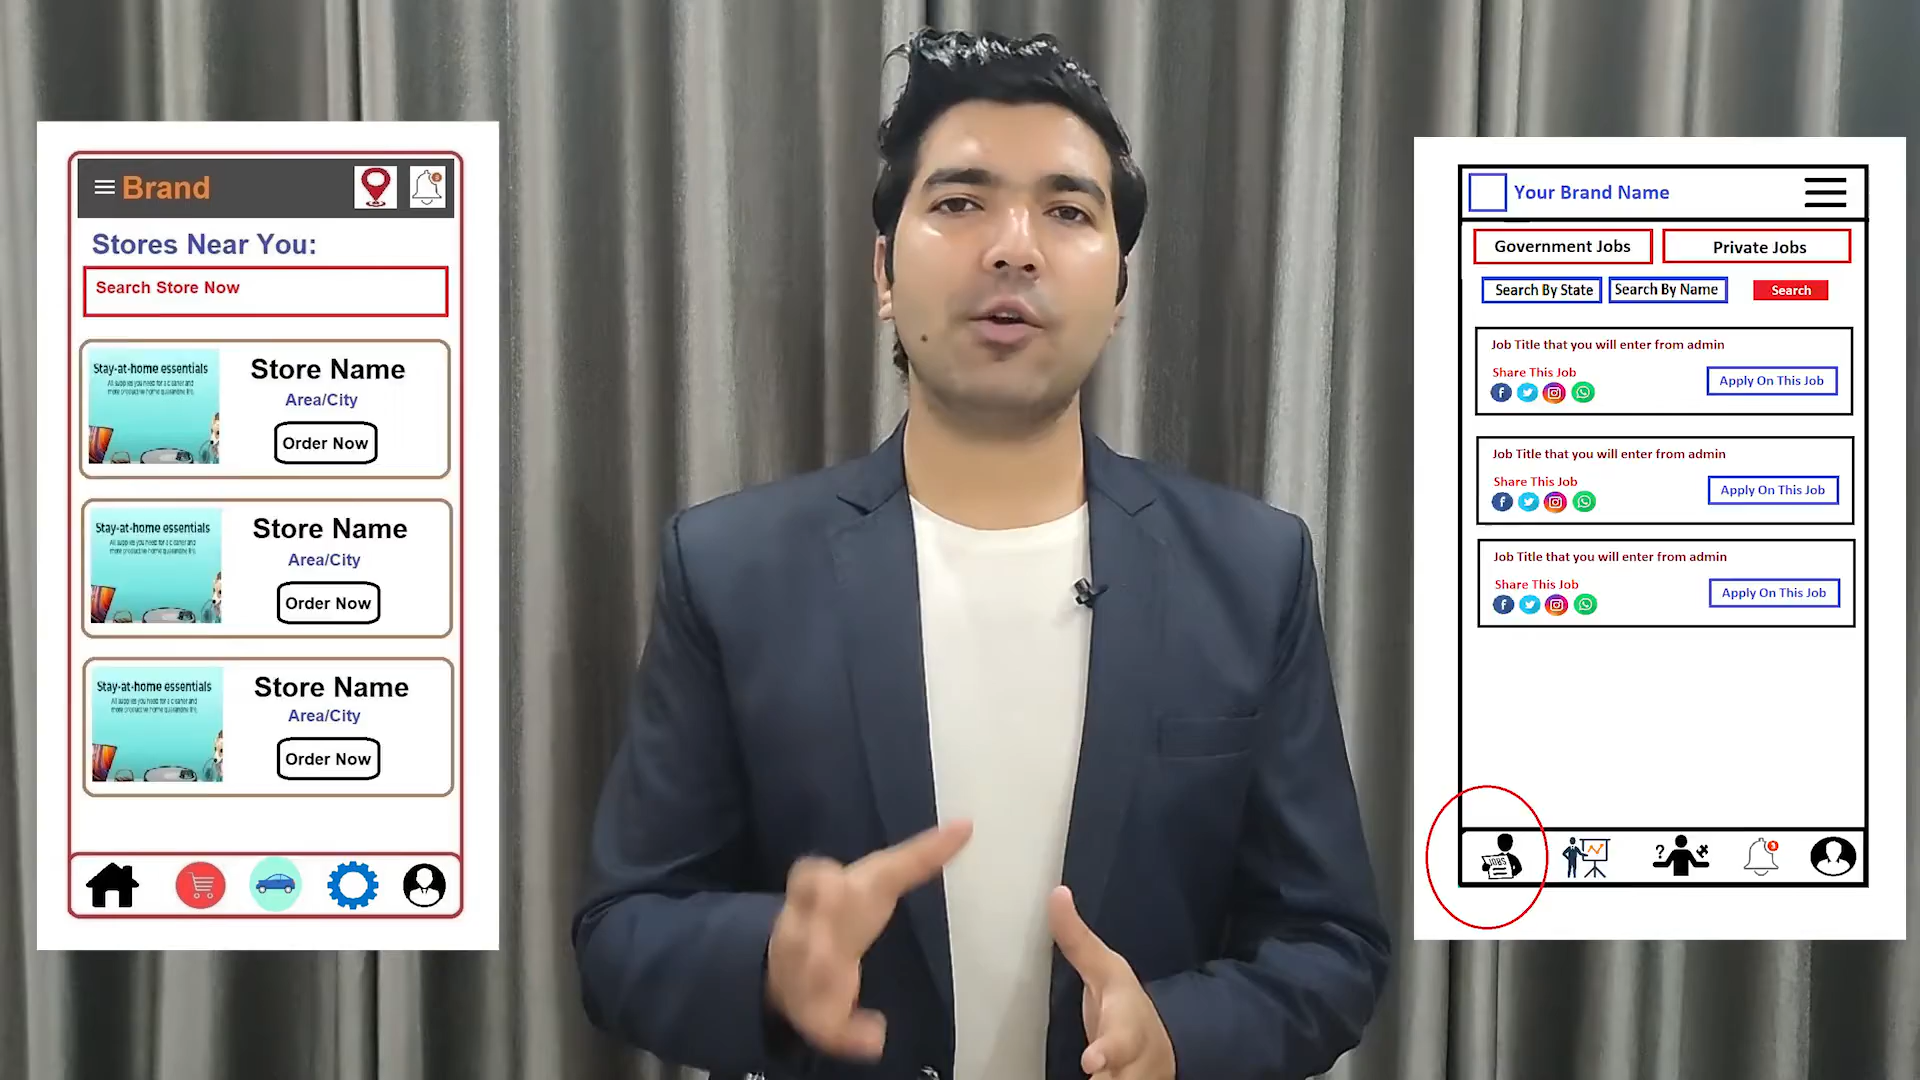 Brand
Stores Near You:
Search Store Now
Stay-at-home essentials
Store Name
Area/City
Order Now
Stay-at-home essentials
Store Name
Area/City
Order Now
Stay-at-home essentials
Store Name
Area/City
Order Now
Your Brand Name
Government Jobs
Private Jobs
Search By State
Search By Name
Search
Job Title that you will enter from admin
Share This Job
Apply On This Job
Job Title that you will enter from admin
Share This Job
Apply On This Job
Job Title that you will enter from admin
Share This Job
Apply On This Job
JOBS
3